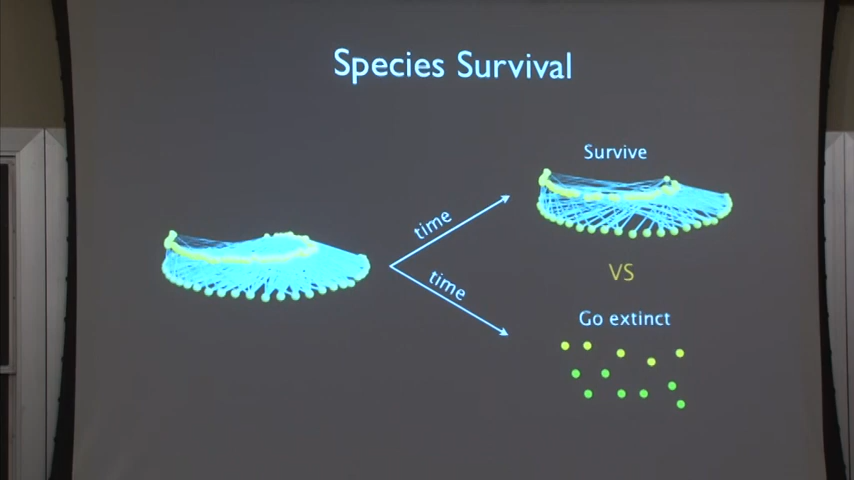 Species Survival
Survive
time
VS
time
Go extinct